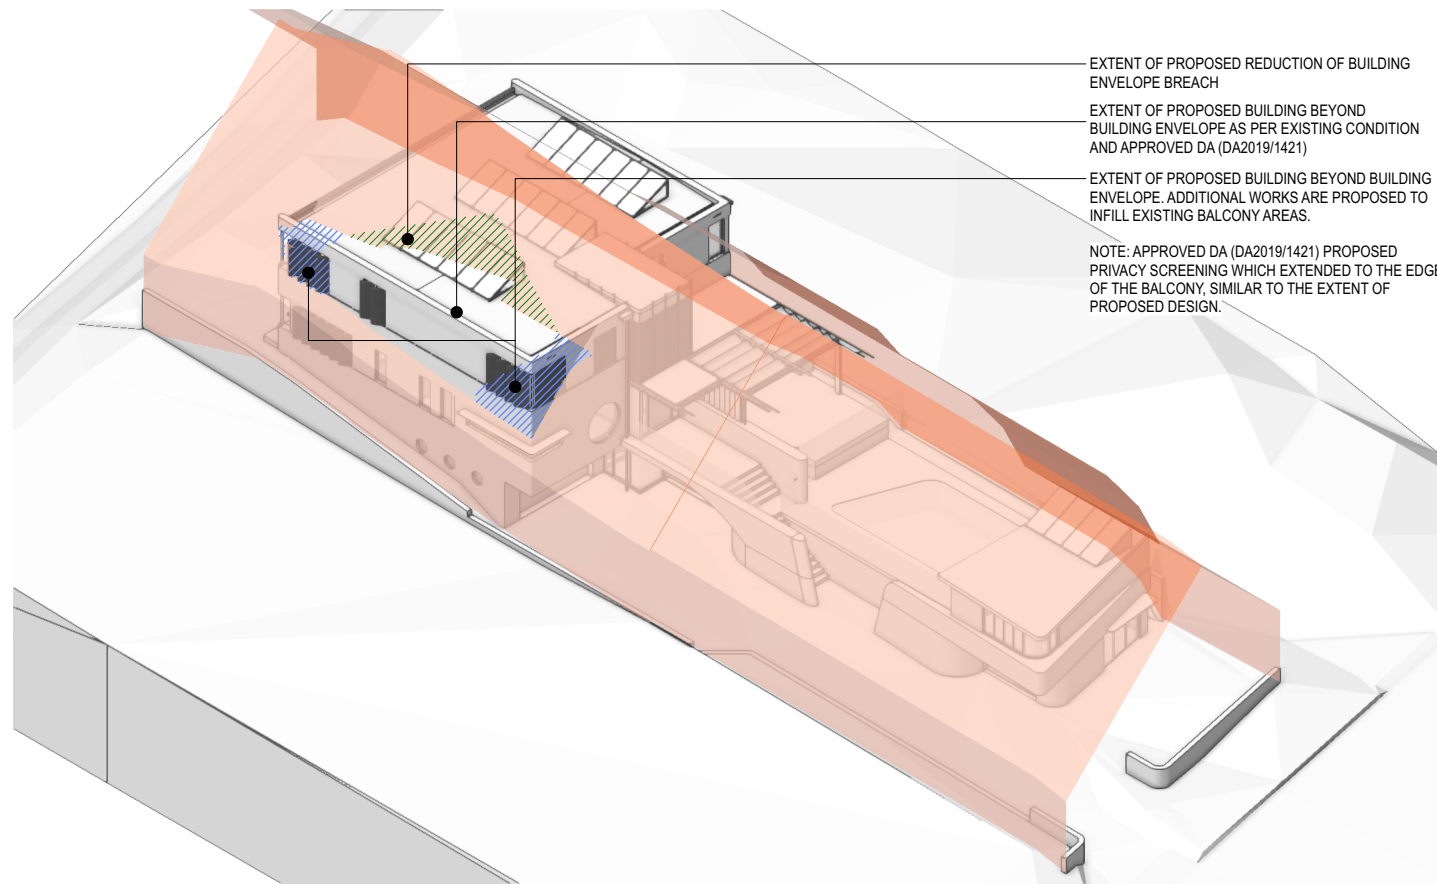 EXTENT OF PROPOSED REDUCTION OF BUILDING
ENVELOPE BREACH
EXTENT OF PROPOSED BUILDING BEYOND
BUILDING ENVELOPE AS PER EXISTING CONDITION
AND APPROVED DA (DA2019/1421)
EXTENT OF PROPOSED BUILDING BEYOND BUILDING
ENVELOPE. ADDITIONAL WORKS ARE PROPOSED TO
INFILL EXISTING BALCONY AREAS.
NOTE: APPROVED DA (DA2019/1421) PROPOSED
PRIVACY SCREENING WHICH EXTENDED TO THE EDGE
OF THE BALCONY, SIMILAR TO THE EXTENT OF
PROPOSED DESIGN.